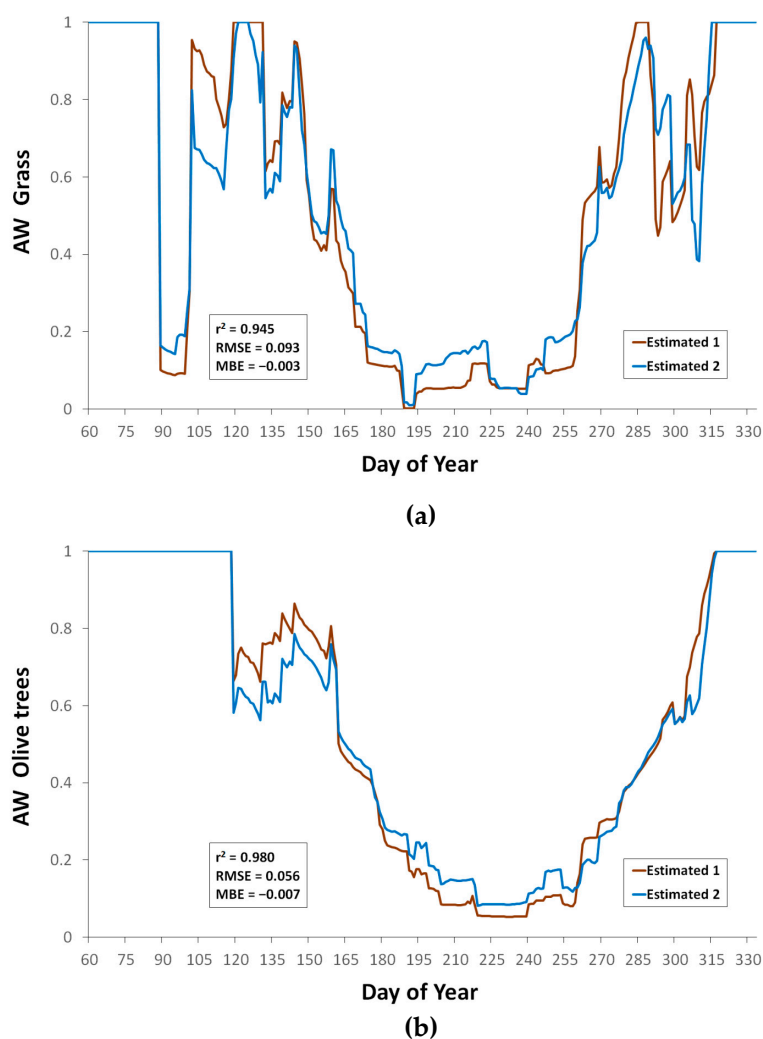 1
0.8
0.6
0.4
0.2
0
AW Grass
r² = 0.945
RMSE = 0.093
MBE = −0.003
Estimated 1
Estimated 2
60 75 90 105 120 135 150 165 180 195 210 225 240 255 270 285 300 315 330
Day of Year
(a)
1
0.8
0.6
0.4
0.2
0
AW Olive trees
r² = 0.980
RMSE = 0.056
MBE = −0.007
Estimated 1
Estimated 2
60 75 90 105 120 135 150 165 180 195 210 225 240 255 270 285 300 315 330
Day of Year
(b)